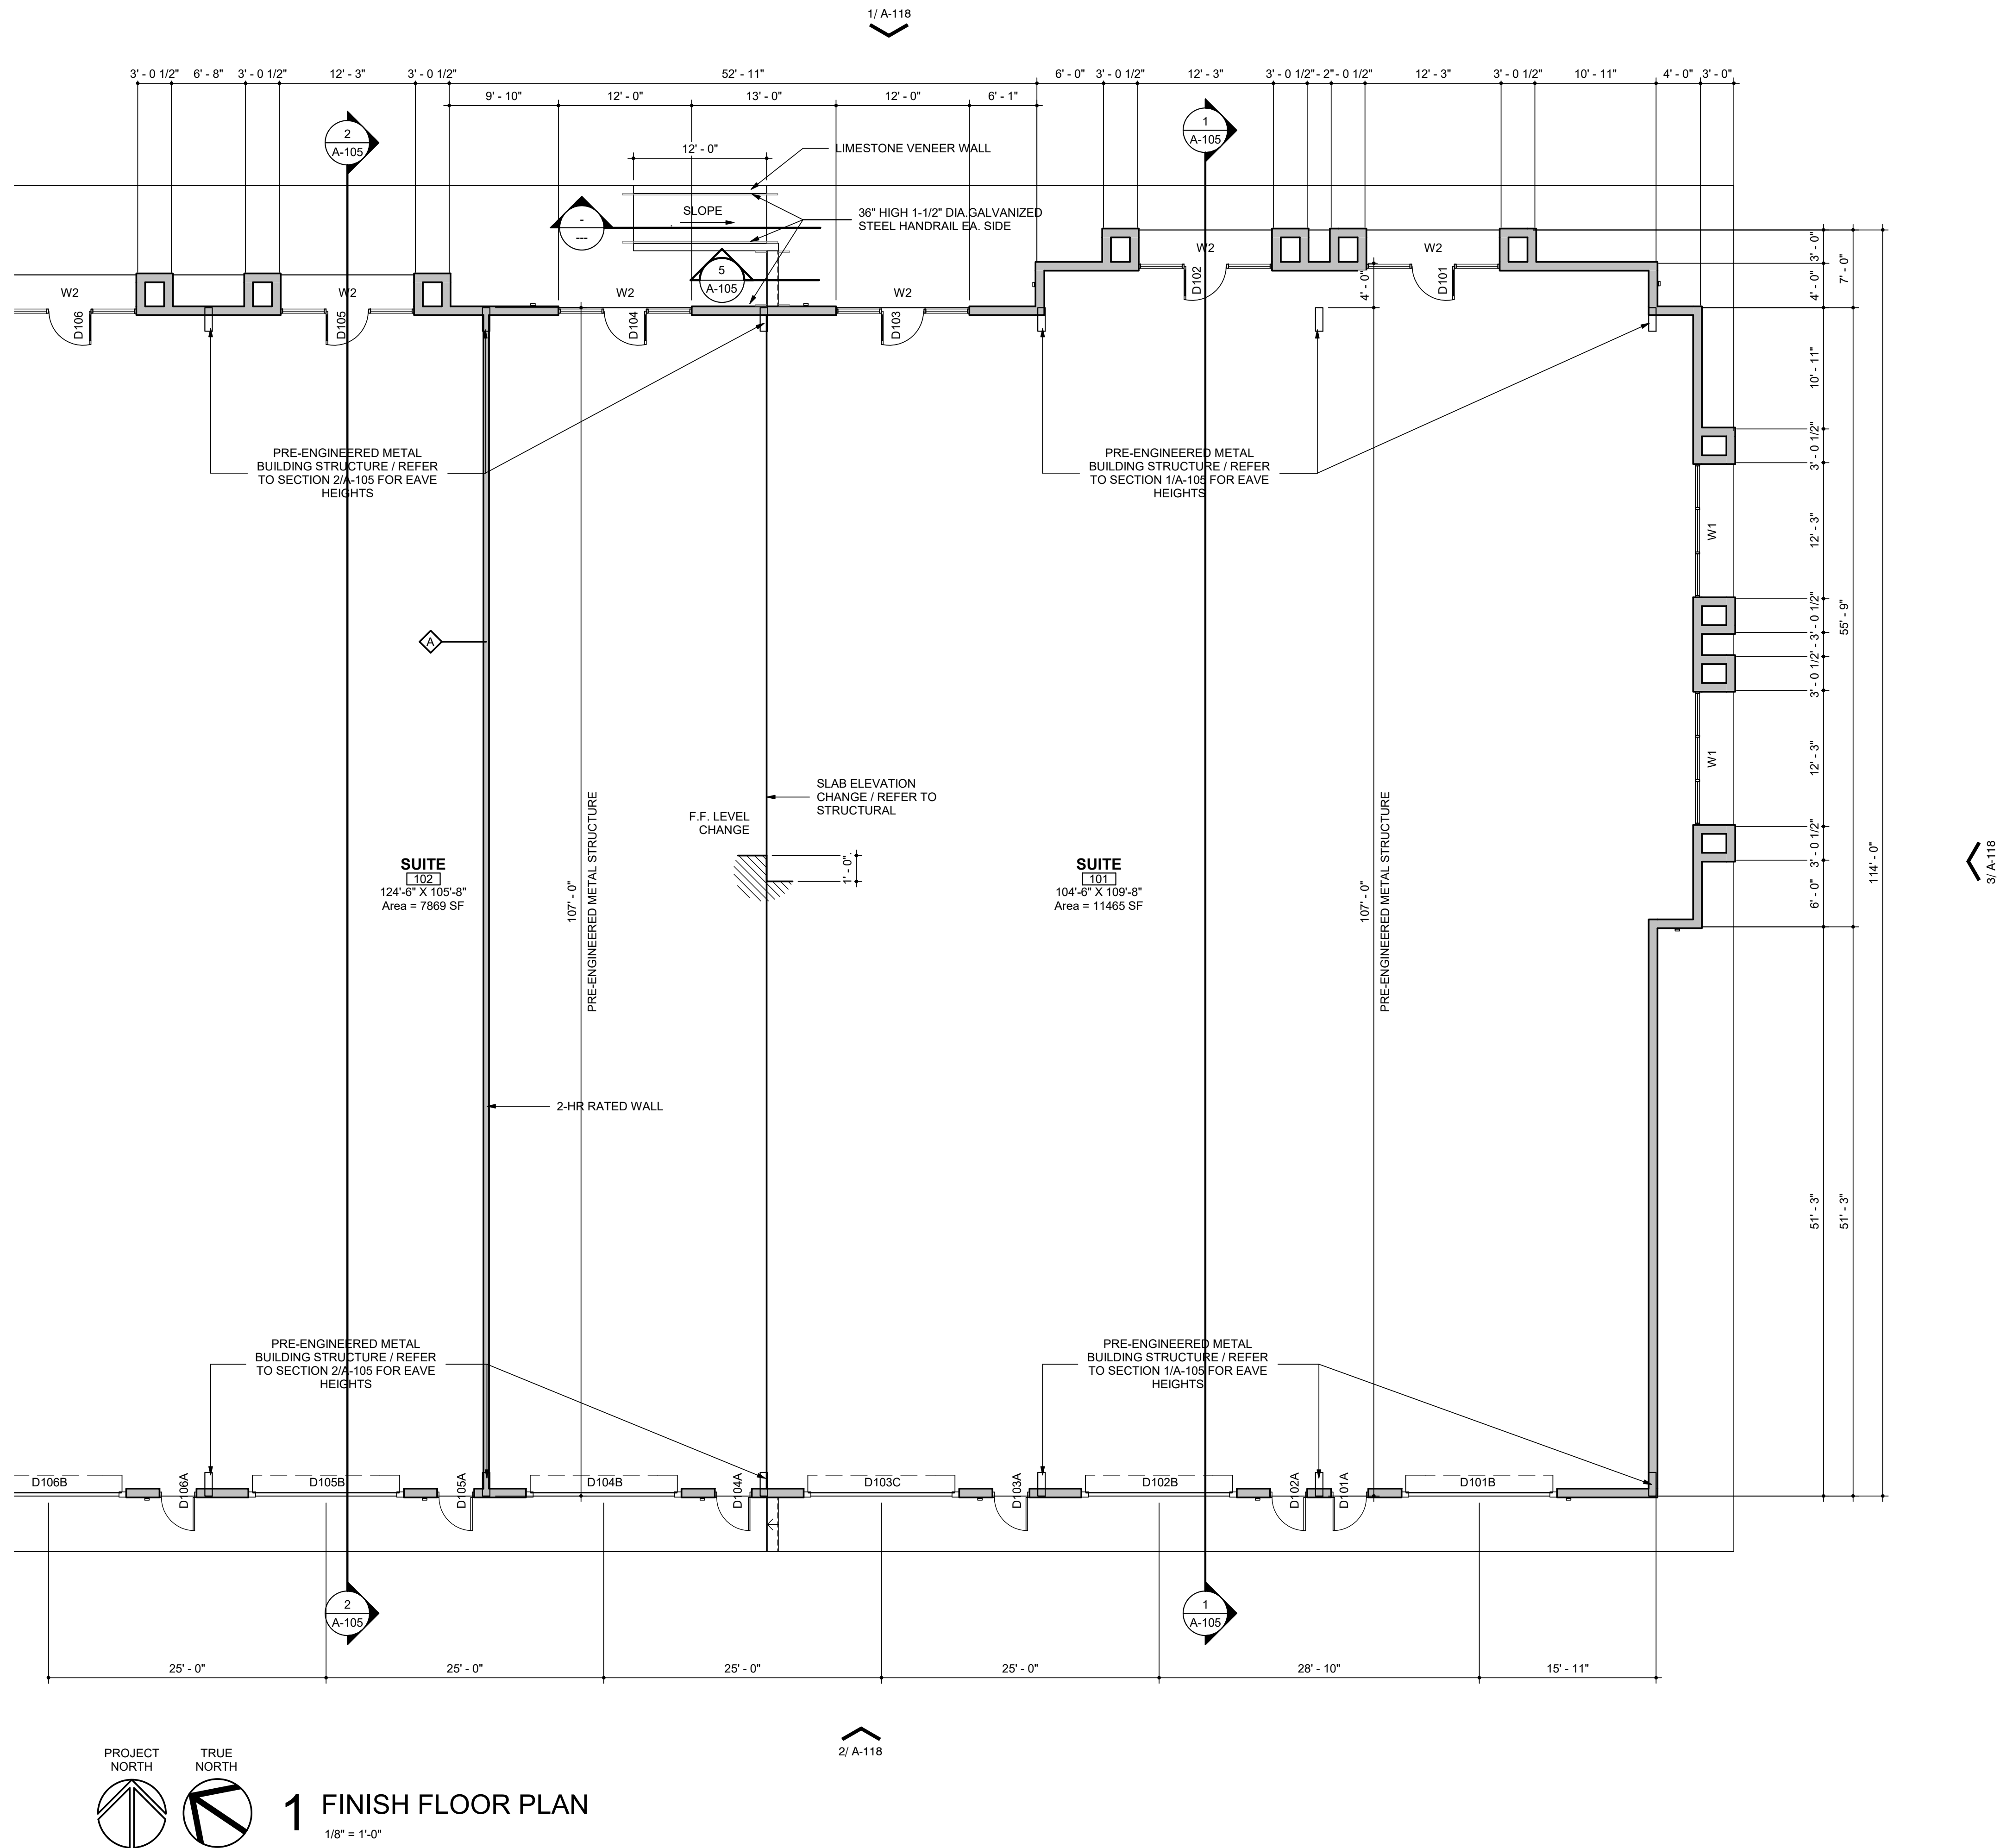 1/ A-118
3' - 0 1/2" 6' - 8" 3' - 0 1/2" 12' - 3" 3' - 0 1/2" 52' - 11" 6' - 0" 3' - 0 1/2" 12' - 3" 3' - 0 1/2" - 2" - 0 1/2" 12' - 3" 3' - 0 1/2" 10' - 11" 4' - 0" 3' - 0"
9' - 10" 12' - 0" 13' - 0" 12' - 0" 6' - 1"
2
A-105
1
A-105
12' - 0"
LIMESTONE VENEER WALL
SLOPE
-
---
36" HIGH 1-1/2" DIA.GALVANIZED
STEEL HANDRAIL EA. SIDE
5
A-105
W2 W2 W2 W2 W2 W2
D106 D105 D104 D103 D102 D101
4' - 0"
3' - 0"
4' - 0"
7' - 0"
10' - 11"
3' - 0 1/2"
12' - 3"
W1
3' - 0 1/2"
3' - 0 1/2"
12' - 3"
W1
3' - 0 1/2"
6' - 0"
55' - 9"
114' - 0"
51' - 3"
51' - 3"
3/ A-118
PRE-ENGINEERED METAL
BUILDING STRUCTURE / REFER
TO SECTION 2/A-105 FOR EAVE
HEIGHTS
PRE-ENGINEERED METAL
BUILDING STRUCTURE / REFER
TO SECTION 1/A-105 FOR EAVE
HEIGHTS
A
SLAB ELEVATION
CHANGE / REFER TO
STRUCTURAL
F.F. LEVEL
CHANGE
1' - 0"
SUITE
102
124'-6" X 105'-8"
Area = 7869 SF
107' - 0"
PRE-ENGINEERED METAL STRUCTURE
SUITE
101
104'-6" X 109'-8"
Area = 11465 SF
107' - 0"
PRE-ENGINEERED METAL STRUCTURE
2-HR RATED WALL
PRE-ENGINEERED METAL
BUILDING STRUCTURE / REFER
TO SECTION 2/A-105 FOR EAVE
HEIGHTS
PRE-ENGINEERED METAL
BUILDING STRUCTURE / REFER
TO SECTION 1/A-105 FOR EAVE
HEIGHTS
D106B D106A D105B D105A D104B D104A D103C D103A D102B D102A D101A D101B
2
A-105
1
A-105
25' - 0" 25' - 0" 25' - 0" 25' - 0" 28' - 10" 15' - 11"
2/ A-118
PROJECT
NORTH
TRUE
NORTH
1 FINISH FLOOR PLAN
1/8" = 1'-0"